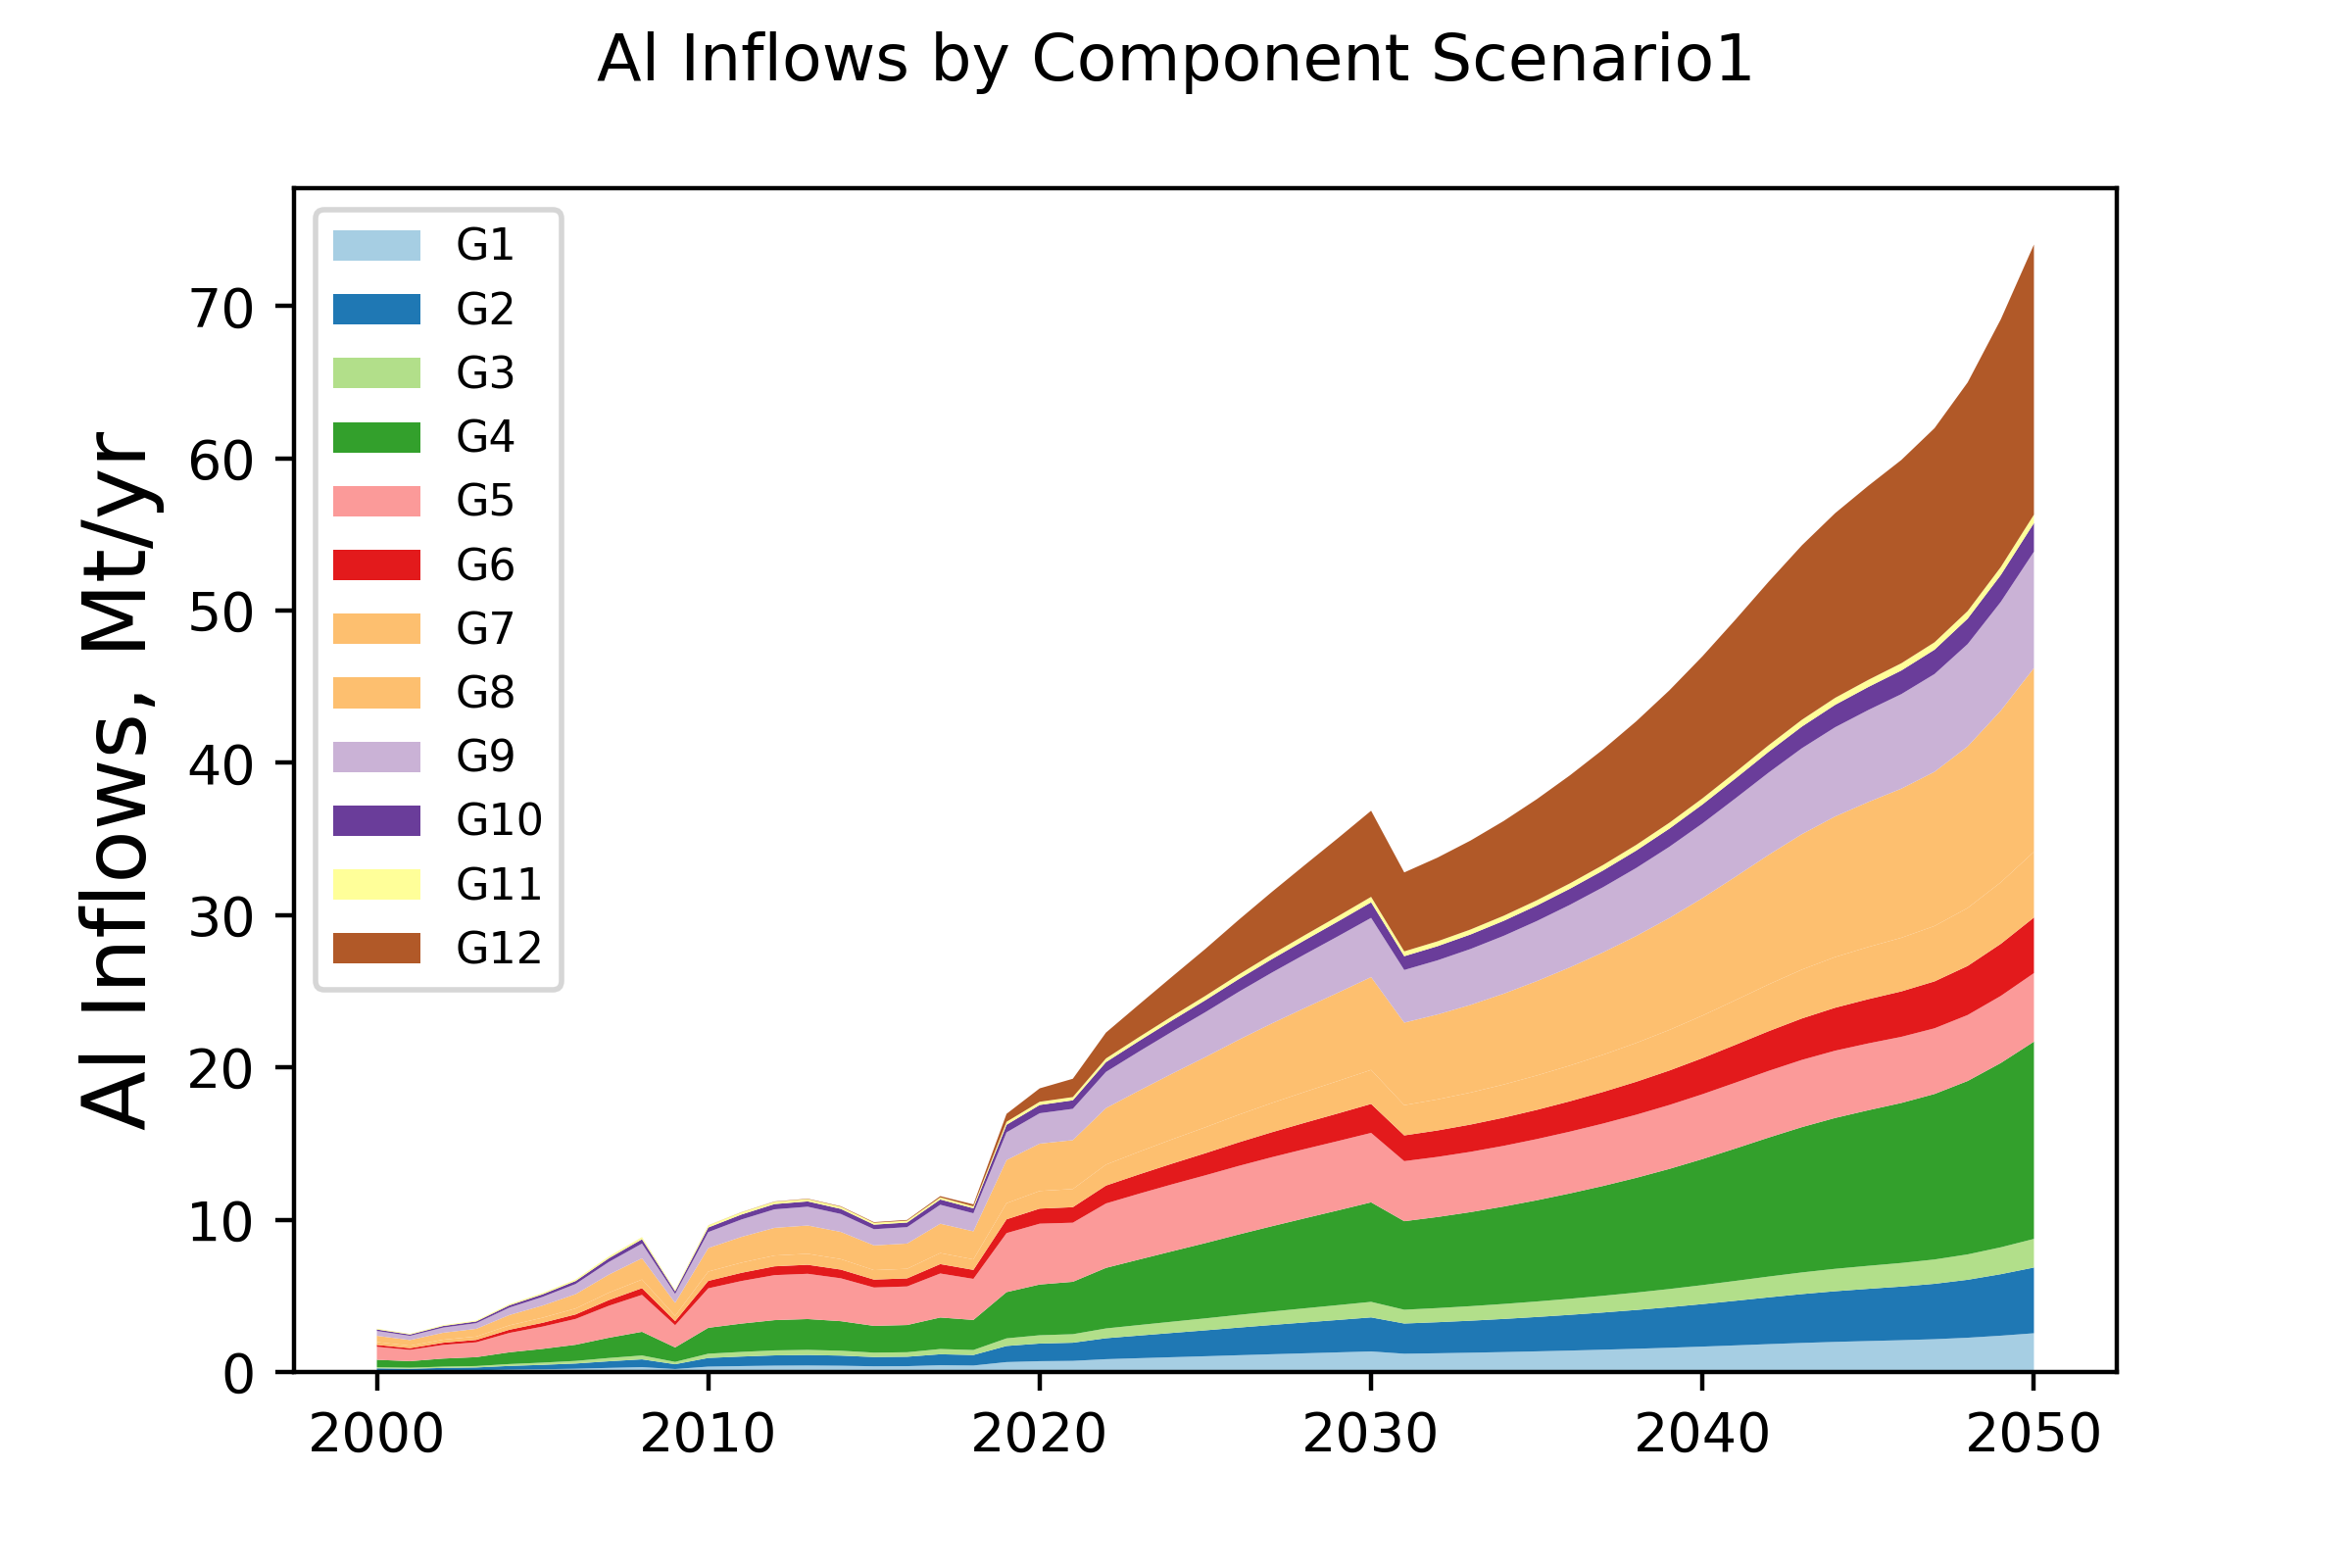 Al Inflows by Component Scenario1
Al Inflows, Mt/yr
70
60
50
40
30
20
10
0
G1
G2
G3
G4
G5
G6
G7
G8
G9
G10
G11
G12
2000 2010 2020 2030 2040 2050